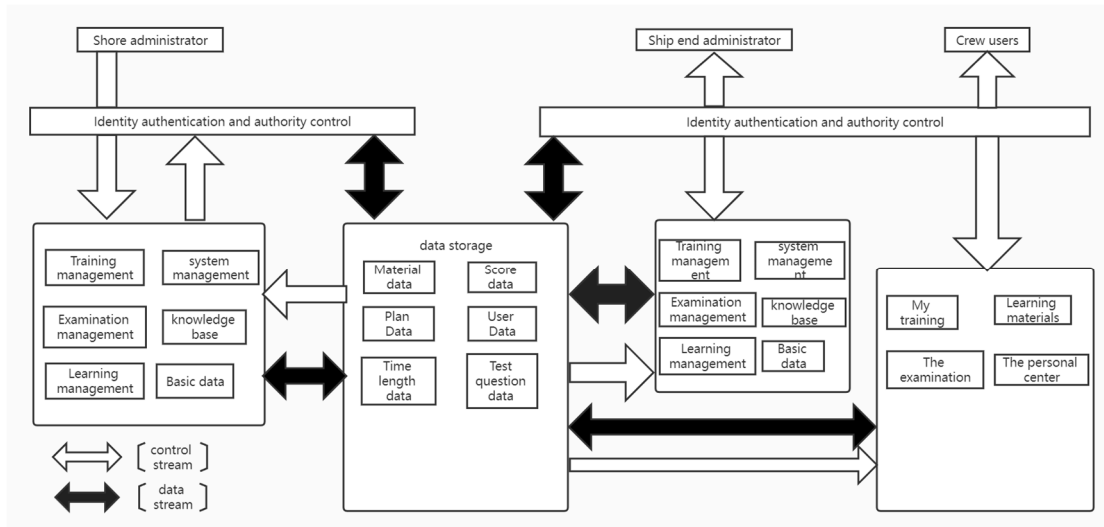 Shore administrator
Ship end administrator
Crew users
Identity authentication and authority control
Identity authentication and authority control
Training
management
system
management
Examination
management
knowledge
base
Learning
management
Basic data
data storage
Material
data
Score
data
Plan
Data
User
Data
Time
length
data
Test
question
data
Training
managem
ent
system
manageme
nt
Examination
management
knowledge
base
Learning
management
Basic
data
My
training
Learning
materials
The
examination
The personal
center
control
stream
data
stream